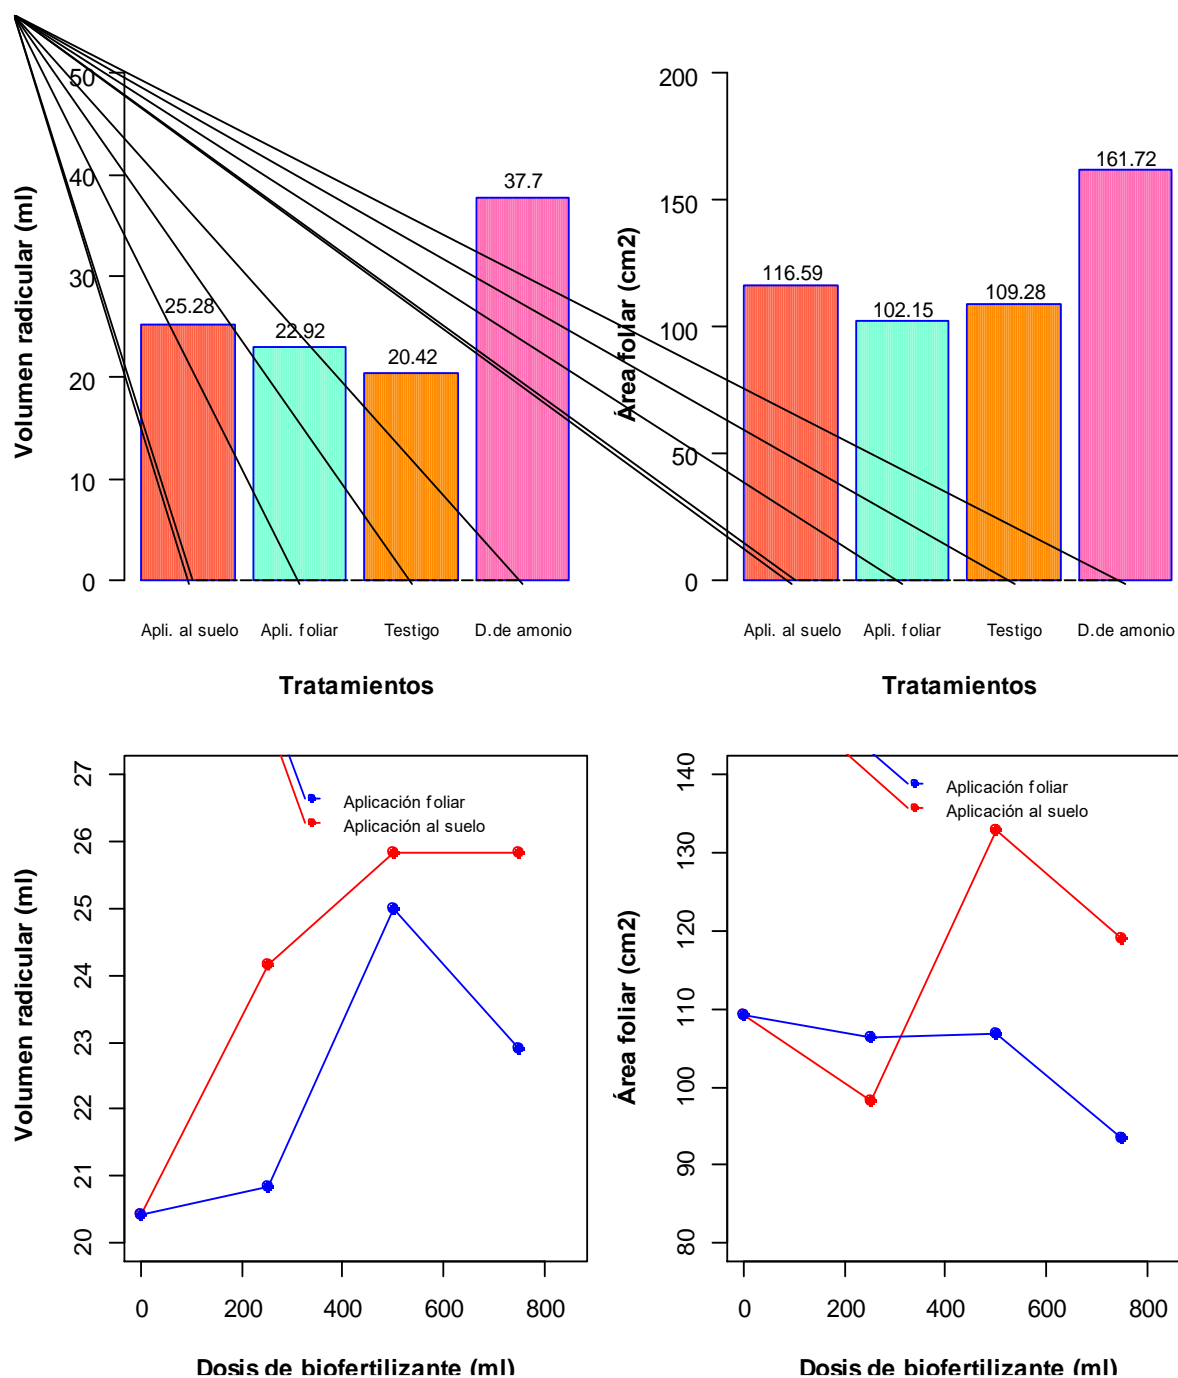 Volumen radicular (ml)
50
40
30
20
10
0
25.28
22.92
20.42
37.7
Apli. al suelo
Apli. foliar
Testigo
D.de amonio
Tratamientos
Área foliar (cm2)
200
150
100
50
0
116.59
102.15
109.28
161.72
Apli. al suelo
Apli. foliar
Testigo
D.de amonio
Tratamientos
Volumen radicular (ml)
27
26
25
24
23
22
21
20
Aplicación foliar
Aplicación al suelo
0
200
400
600
800
Dosis de biofertilizante (ml)
Área foliar (cm2)
140
130
120
110
100
90
80
Aplicación foliar
Aplicación al suelo
0
200
400
600
800
Dosis de biofertilizante (ml)